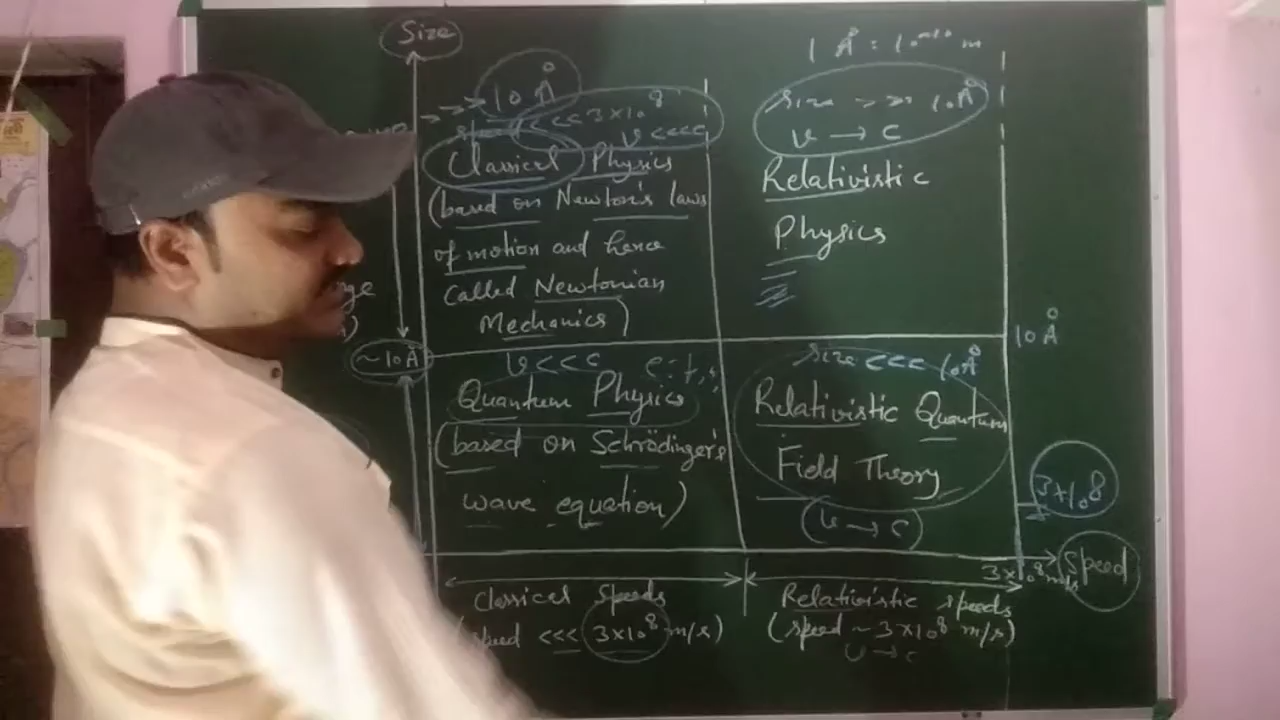 Size
1 Å = 10⁻¹⁰ m
>> 10 Å
speed << 3×10⁸
v <<< c
Classical Physics
(based on Newton's laws
of motion and hence
called Newtonian
Mechanics)
size >> 10Å
v → c
Relativistic
Physics
~10 Å
10 Å
v <<< c
Quantum Physics
(based on Schrödinger's
wave equation)
size <<< 10Å
Relativistic Quantum
Field Theory
(v → c)
3×10⁸
Speed
3×10⁸ m/s
Classical Speeds
(speed <<< 3×10⁸ m/s)
Relativistic speeds
(speed ~ 3×10⁸ m/s)
v → c